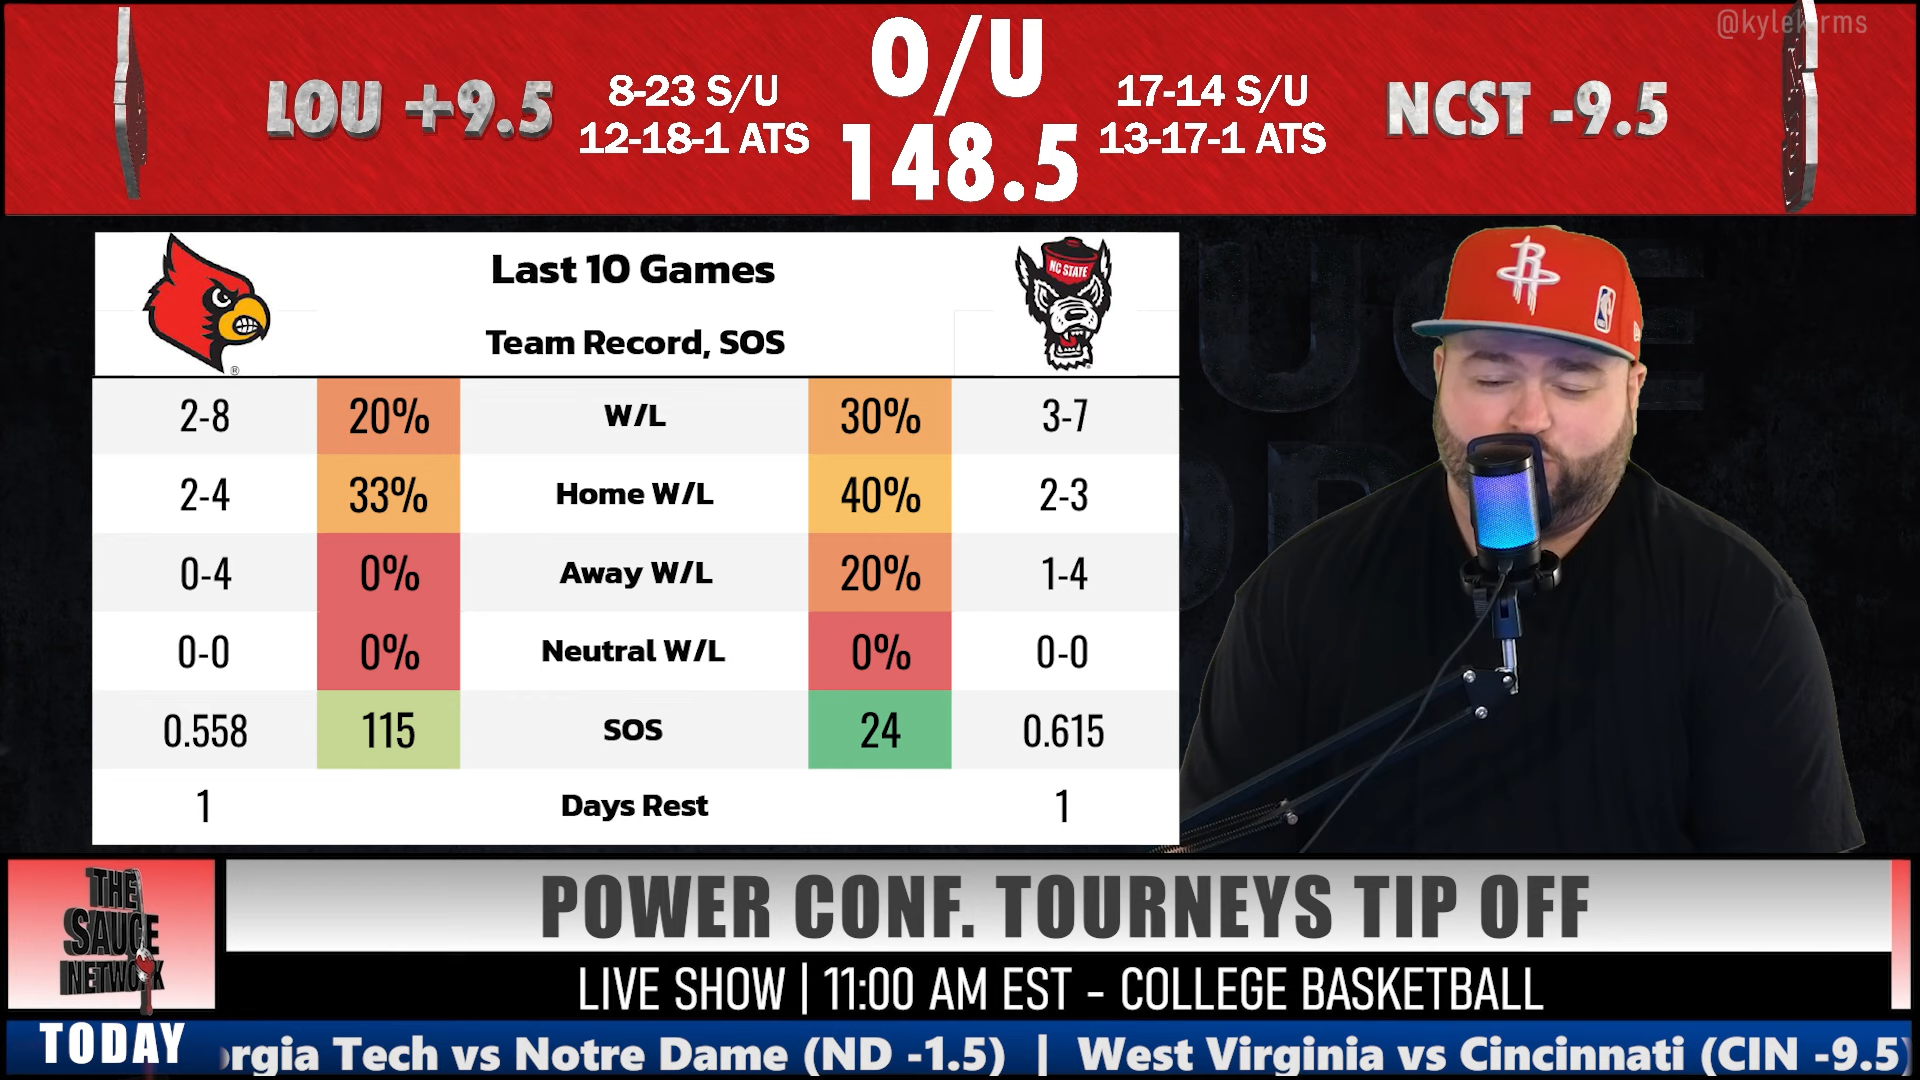 @kylekirms
LOU +9.5
8-23 S/U
12-18-1 ATS
O/U
148.5
17-14 S/U
13-17-1 ATS
NCST -9.5
Last 10 Games
Team Record, SOS
NC STATE
®
2-8 20% W/L 30% 3-7
2-4 33% Home W/L 40% 2-3
0-4 0% Away W/L 20% 1-4
0-0 0% Neutral W/L 0% 0-0
0.558 115 SOS 24 0.615
1 Days Rest 1
R
THE
SAUCE
NETWORK
POWER CONF. TOURNEYS TIP OFF
LIVE SHOW | 11:00 AM EST - COLLEGE BASKETBALL
TODAY
rgia Tech vs Notre Dame (ND -1.5) | West Virginia vs Cincinnati (CIN -9.5)